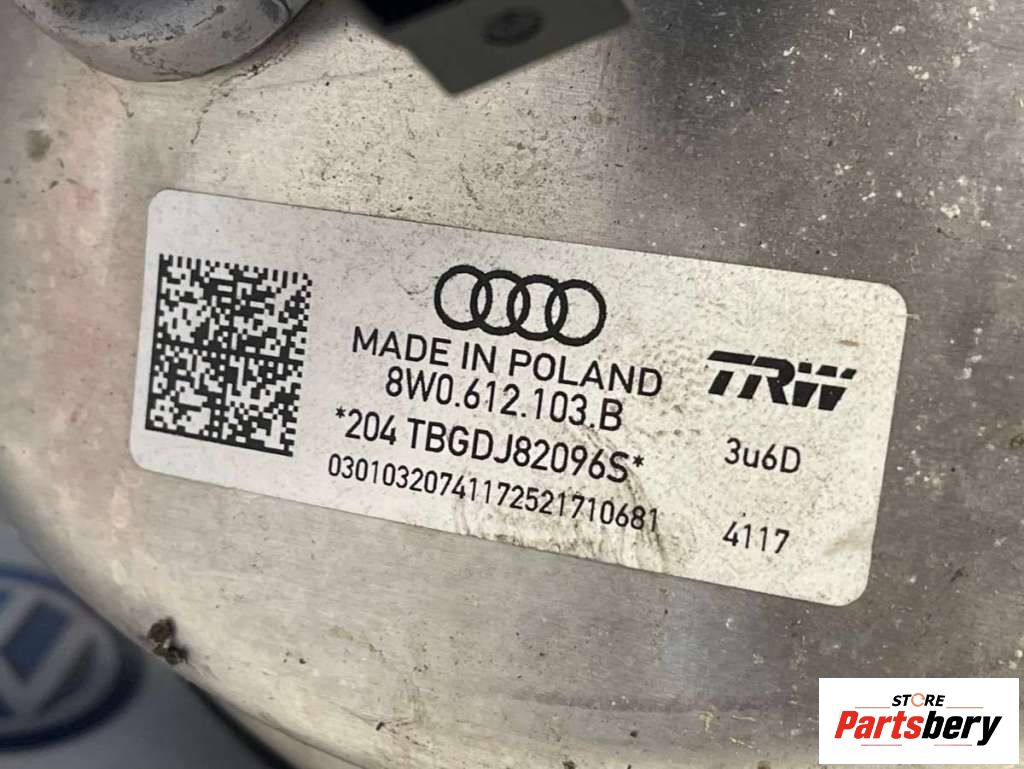 MADE IN POLAND
8W0.612.103.B
*204 TBGDJ82096S*
03010320741172521710681
TRW
3u6D
4117
STORE
Partsbery